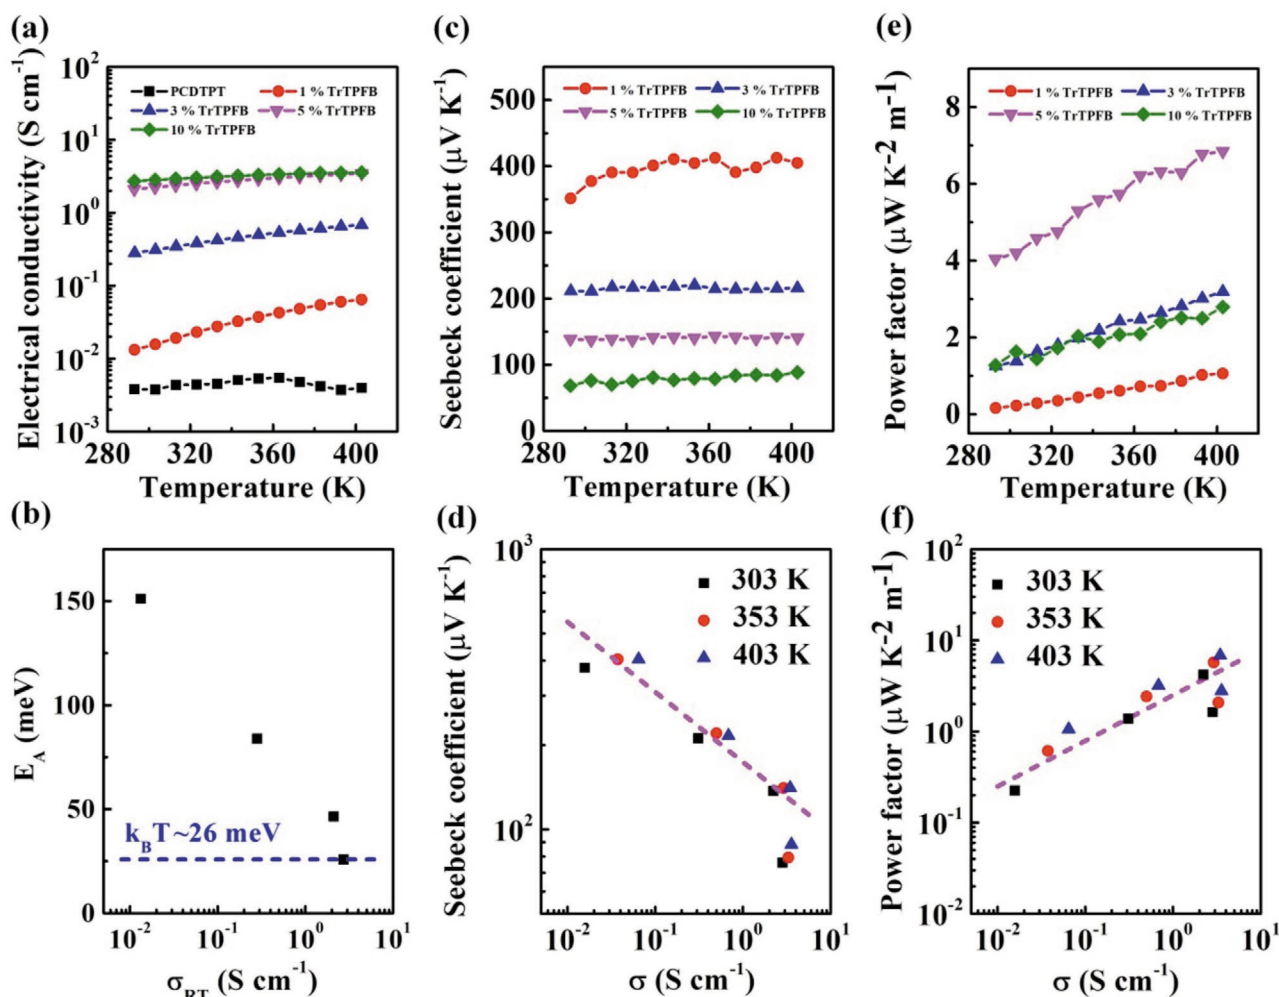 (a)
Electrical conductivity (S cm⁻¹)
10²
10¹
10⁰
10⁻¹
10⁻²
10⁻³
PCDTPT
1 % TrTPFB
3 % TrTPFB
5 % TrTPFB
10 % TrTPFB
280 320 360 400
Temperature (K)
(c)
Seebeck coefficient (μV K⁻¹)
500
400
300
200
100
0
1 % TrTPFB
3 % TrTPFB
5 % TrTPFB
10 % TrTPFB
280 320 360 400
Temperature (K)
(e)
Power factor (μW K⁻² m⁻¹)
8
6
4
2
0
1 % TrTPFB
3 % TrTPFB
5 % TrTPFB
10 % TrTPFB
280 320 360 400
Temperature (K)
(b)
E_A (meV)
150
100
50
0
k_BT~26 meV
10⁻² 10⁻¹ 10⁰ 10¹
σ_RT (S cm⁻¹)
(d)
Seebeck coefficient (μV K⁻¹)
10³
10²
303 K
353 K
403 K
10⁻² 10⁻¹ 10⁰ 10¹
σ (S cm⁻¹)
(f)
Power factor (μW K⁻² m⁻¹)
10²
10¹
10⁰
10⁻¹
10⁻²
303 K
353 K
403 K
10⁻² 10⁻¹ 10⁰ 10¹
σ (S cm⁻¹)